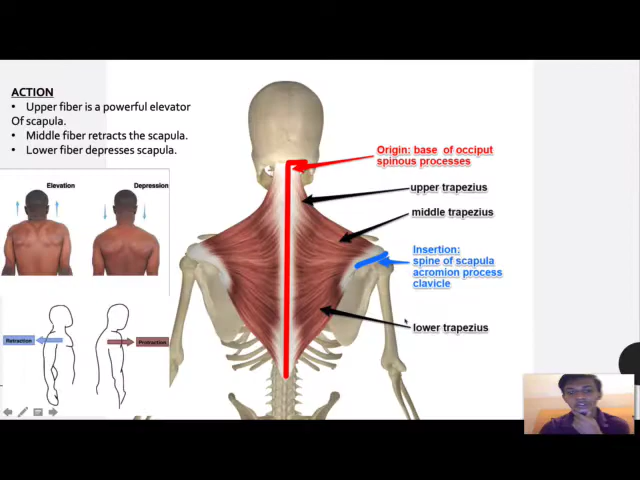 ACTION
• Upper fiber is a powerful elevator
Of scapula.
• Middle fiber retracts the scapula.
• Lower fiber depresses scapula.
Elevation
Depression
Retraction
Protraction
Origin: base of occiput
spinous processes
upper trapezius
middle trapezius
Insertion:
spine of scapula
acromion process
clavicle
lower trapezius